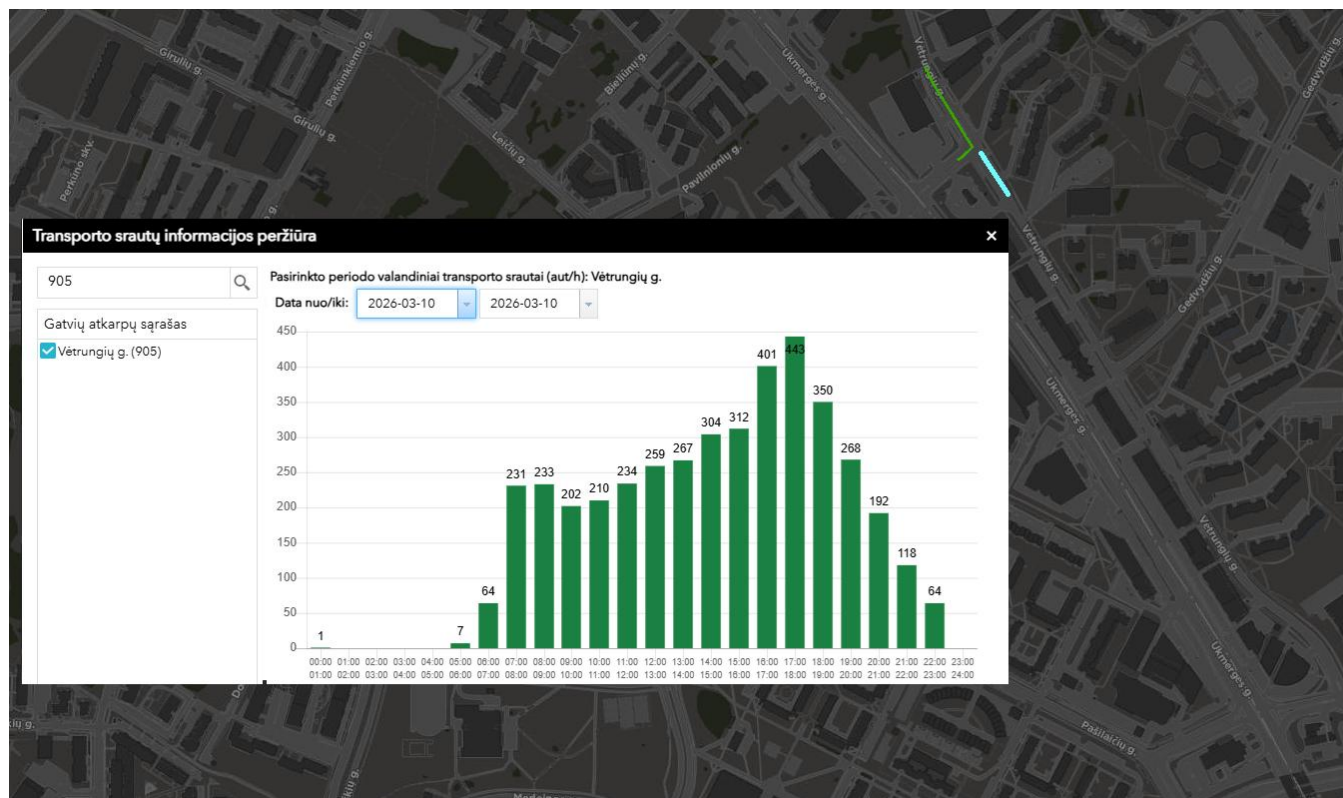 Girulių g.
Perkūnkiemio g.
Girulių g.
Bieliūnų g.
Ukmergės g.
Vėtrungių g.
Gedvydžių g.
Leičių g.
Pavilnionių g.
Perkūno skv.
Transporto srautų informacijos peržiūra
×
905
Gatvių atkarpų sąrašas
Vėtrungių g. (905)
Pasirinkto periodo valandiniai transporto srautai (aut/h): Vėtrungių g.
Data nuo/iki: 2026-03-10 2026-03-10
450
400
350
300
250
200
150
100
50
0
1 7 64 231 233 202 210 234 259 267 304 312 401 443 350 268 192 118 64
00:00 01:00 02:00 03:00 04:00 05:00 06:00 07:00 08:00 09:00 10:00 11:00 12:00 13:00 14:00 15:00 16:00 17:00 18:00 19:00 20:00 21:00 22:00 23:00
01:00 02:00 03:00 04:00 05:00 06:00 07:00 08:00 09:00 10:00 11:00 12:00 13:00 14:00 15:00 16:00 17:00 18:00 19:00 20:00 21:00 22:00 23:00 24:00
Vėtrungių g.
Gedvydžių g.
Ukmergės g.
Vėtrungių g.
Ukmergės g.
Pašilaičių g.